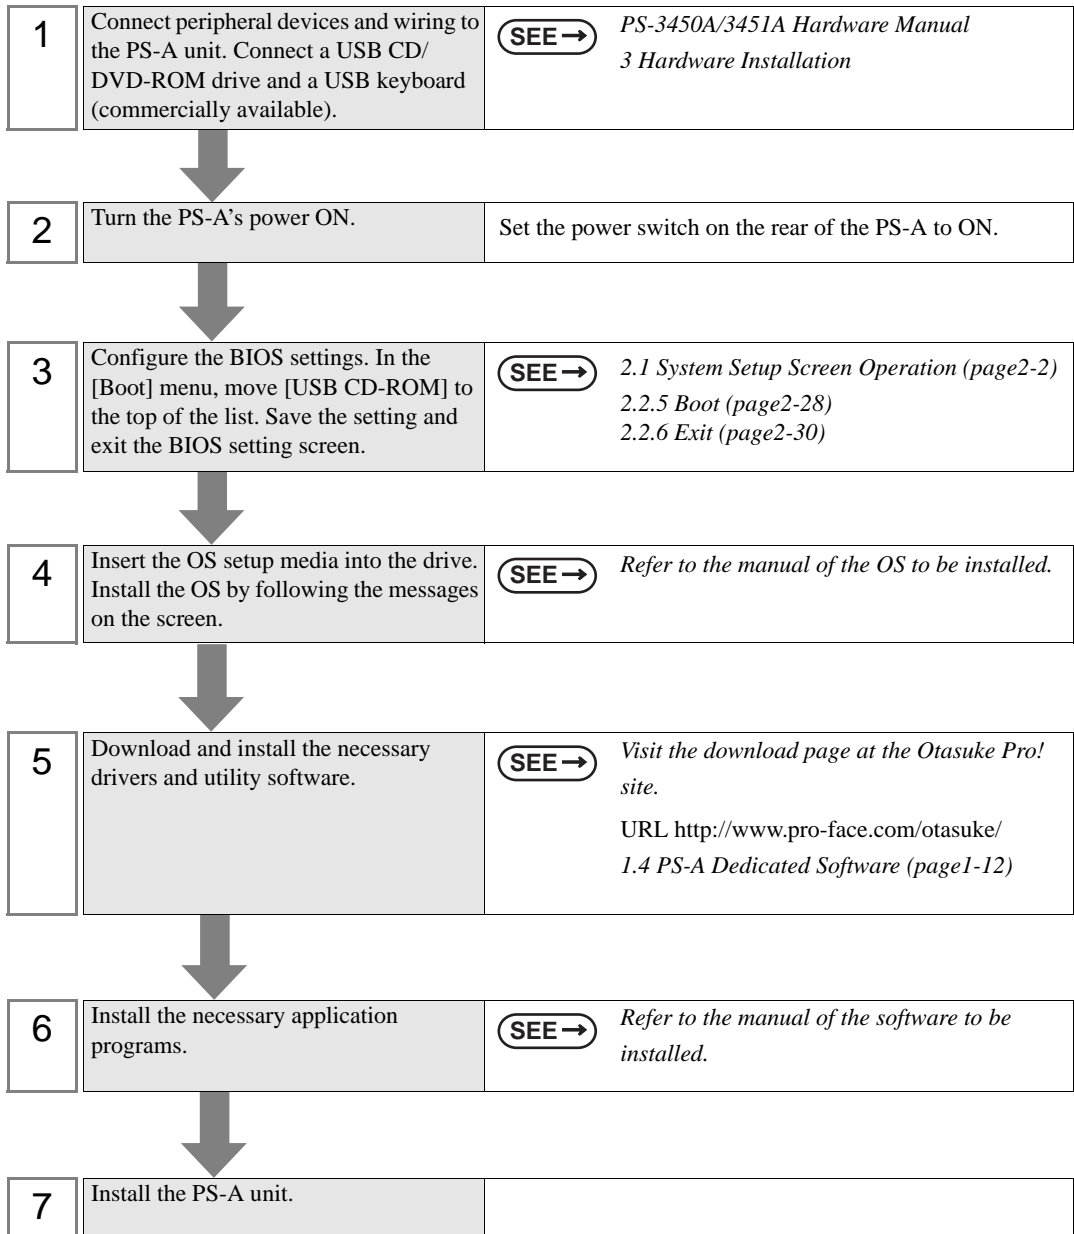 1
Connect peripheral devices and wiring to
the PS-A unit. Connect a USB CD/
DVD-ROM drive and a USB keyboard
(commercially available).
SEE→
PS-3450A/3451A Hardware Manual
3 Hardware Installation
2
Turn the PS-A's power ON.
Set the power switch on the rear of the PS-A to ON.
3
Configure the BIOS settings. In the
[Boot] menu, move [USB CD-ROM] to
the top of the list. Save the setting and
exit the BIOS setting screen.
SEE→
2.1 System Setup Screen Operation (page2-2)
2.2.5 Boot (page2-28)
2.2.6 Exit (page2-30)
4
Insert the OS setup media into the drive.
Install the OS by following the messages
on the screen.
SEE→
Refer to the manual of the OS to be installed.
5
Download and install the necessary
drivers and utility software.
SEE→
Visit the download page at the Otasuke Pro!
site.
URL http://www.pro-face.com/otasuke/
1.4 PS-A Dedicated Software (page1-12)
6
Install the necessary application
programs.
SEE→
Refer to the manual of the software to be
installed.
7
Install the PS-A unit.